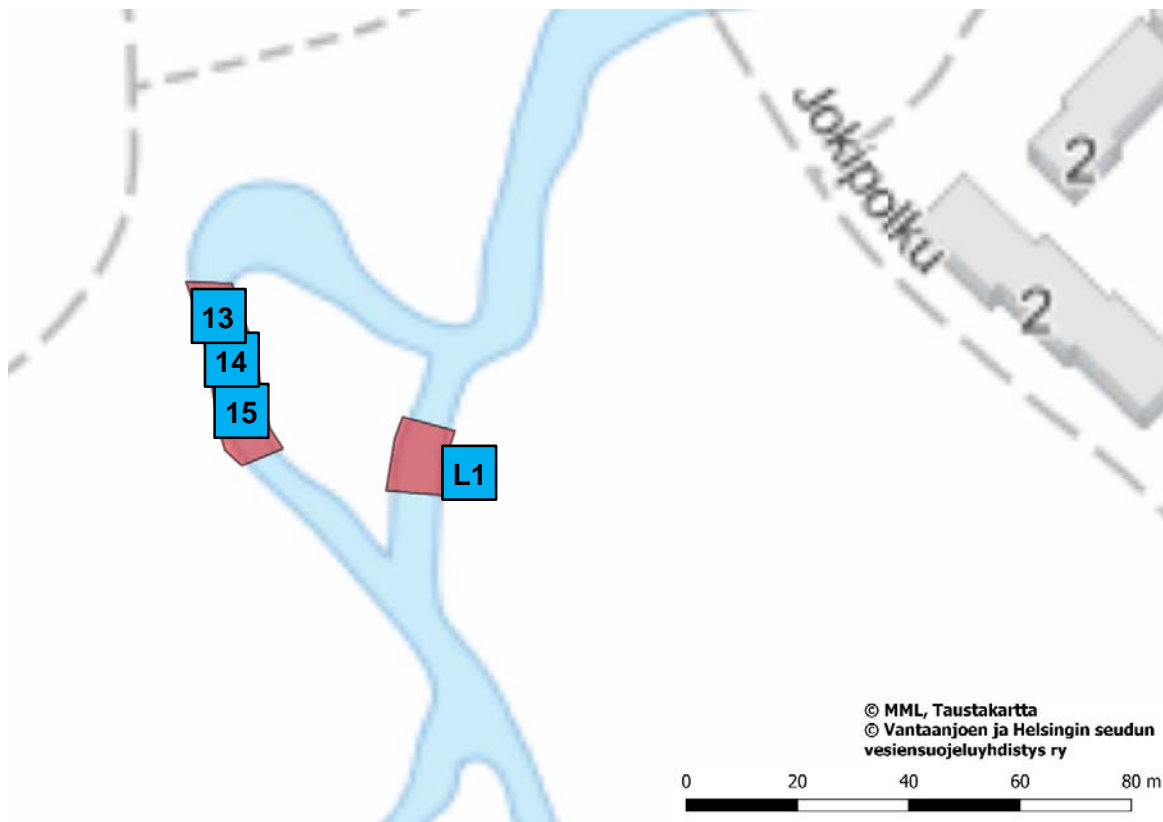 Jokipolku
2
2
13
14
15
L1
© MML, Taustakartta
© Vantaanjoen ja Helsingin seudun
vesiensuojeluyhdistys ry
0 20 40 60 80 m